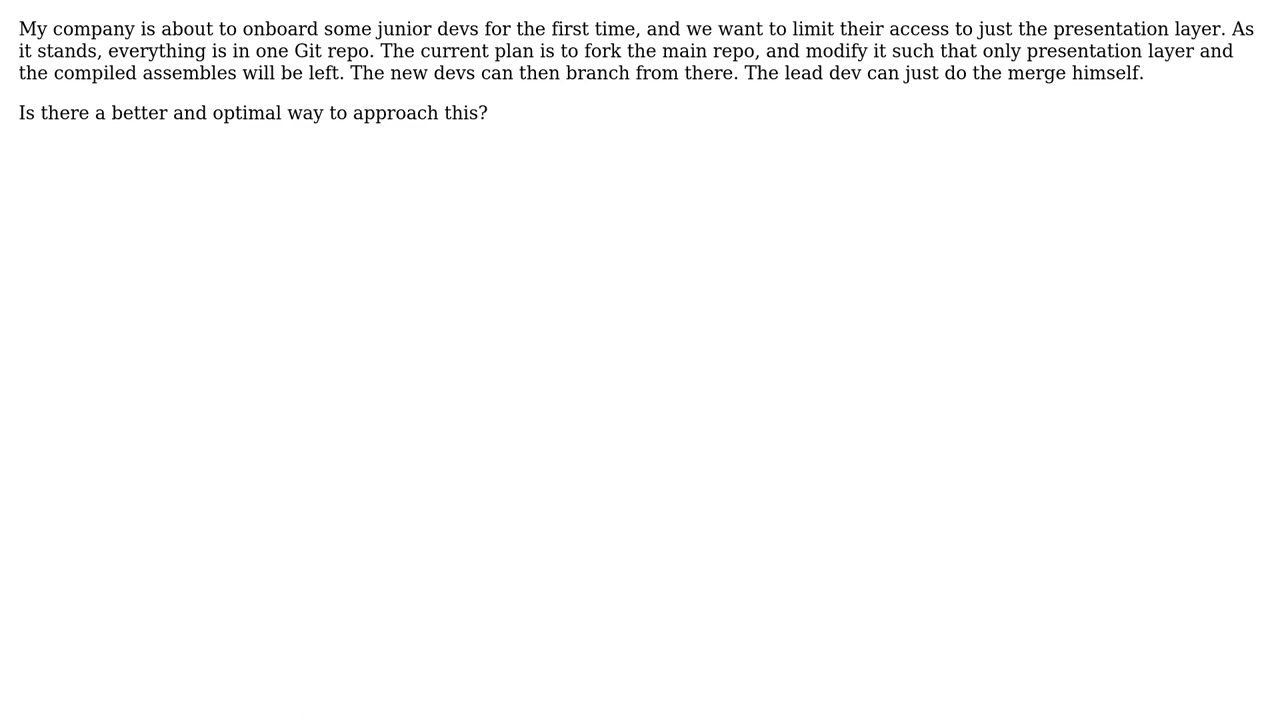 My company is about to onboard some junior devs for the first time, and we want to limit their access to just the presentation layer. As
it stands, everything is in one Git repo. The current plan is to fork the main repo, and modify it such that only presentation layer and
the compiled assembles will be left. The new devs can then branch from there. The lead dev can just do the merge himself.
Is there a better and optimal way to approach this?